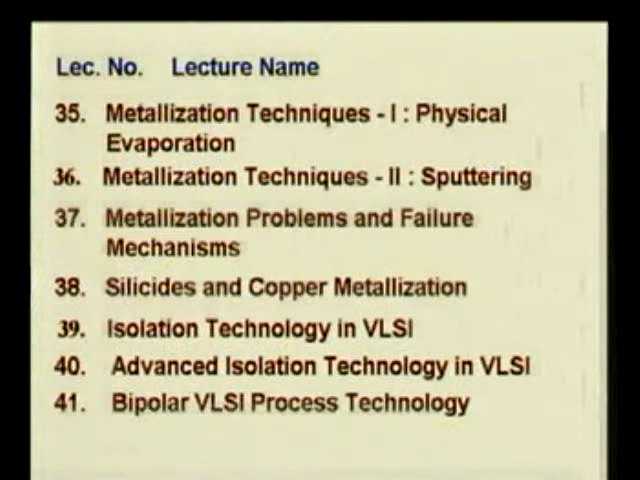 Lec. No. Lecture Name
35. Metallization Techniques - I : Physical
Evaporation
36. Metallization Techniques - II : Sputtering
37. Metallization Problems and Failure
Mechanisms
38. Silicides and Copper Metallization
39. Isolation Technology in VLSI
40. Advanced Isolation Technology in VLSI
41. Bipolar VLSI Process Technology